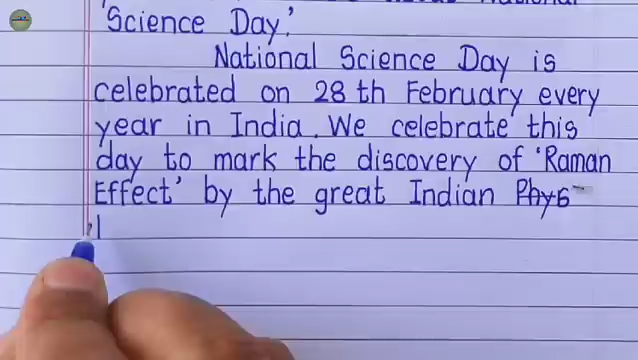 'Science Day.'
National Science Day is
celebrated on 28 th February every
year in India. We celebrate this
day to mark the discovery of 'Raman
Effect' by the great Indian Phys